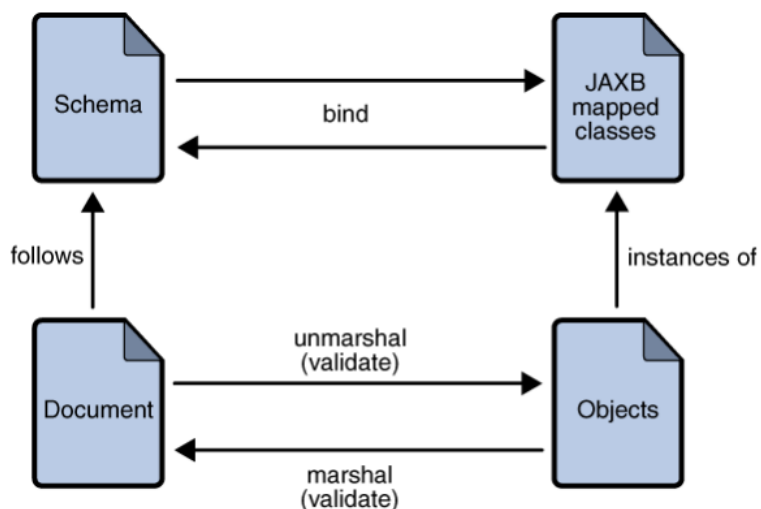 Schema
bind
JAXB
mapped
classes
follows
instances of
Document
unmarshal
(validate)
Objects
marshal
(validate)